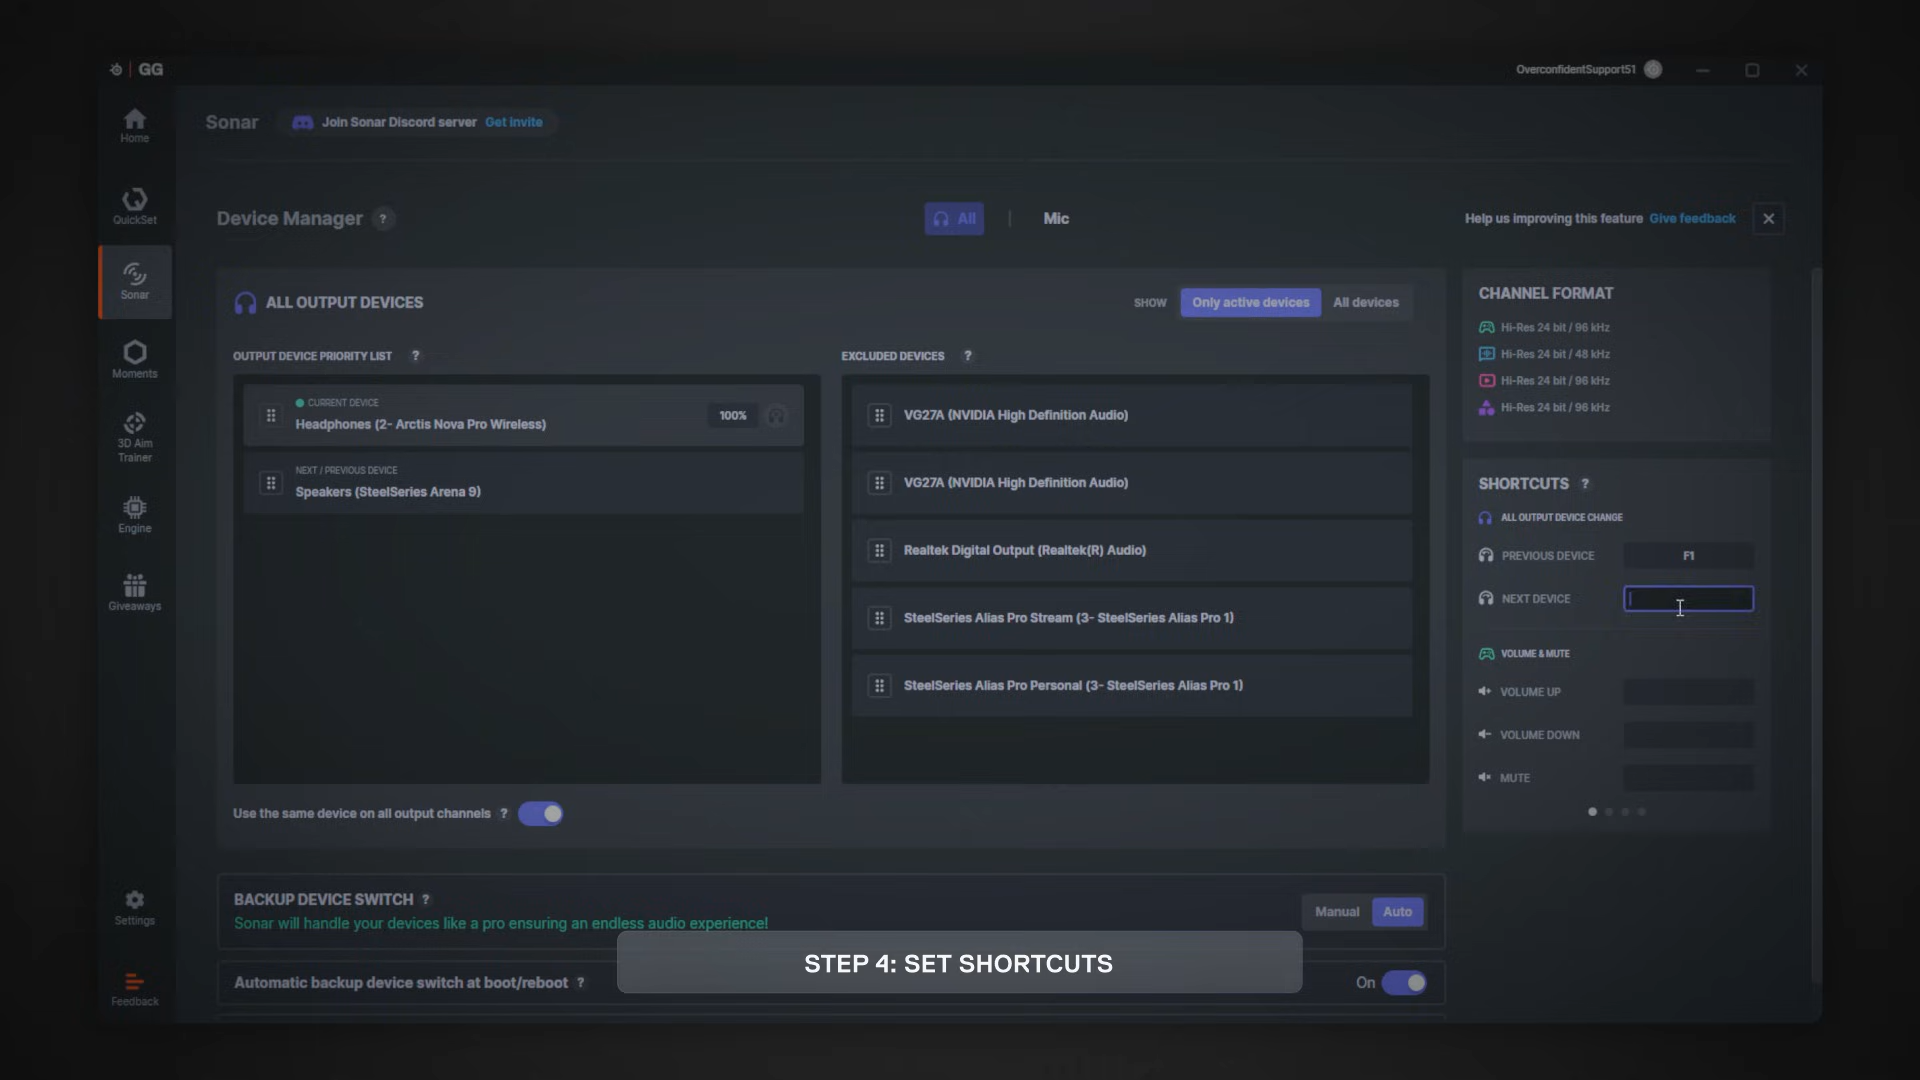 GG
OverconfidentSupport51
Home
QuickSet
Sonar
Moments
3D Aim
Trainer
Engine
Giveaways
Settings
Feedback
Sonar
Join Sonar Discord server Get invite
Device Manager ?
All | Mic
Help us improving this feature Give feedback
ALL OUTPUT DEVICES
SHOW Only active devices All devices
OUTPUT DEVICE PRIORITY LIST ?
CURRENT DEVICE
Headphones (2- Arctis Nova Pro Wireless)
100%
NEXT / PREVIOUS DEVICE
Speakers (SteelSeries Arena 9)
EXCLUDED DEVICES ?
VG27A (NVIDIA High Definition Audio)
VG27A (NVIDIA High Definition Audio)
Realtek Digital Output (Realtek(R) Audio)
SteelSeries Alias Pro Stream (3- SteelSeries Alias Pro 1)
SteelSeries Alias Pro Personal (3- SteelSeries Alias Pro 1)
Use the same device on all output channels ?
CHANNEL FORMAT
Hi-Res 24 bit / 96 kHz
Hi-Res 24 bit / 48 kHz
Hi-Res 24 bit / 96 kHz
Hi-Res 24 bit / 96 kHz
SHORTCUTS ?
ALL OUTPUT DEVICE CHANGE
PREVIOUS DEVICE F1
NEXT DEVICE
VOLUME & MUTE
VOLUME UP
VOLUME DOWN
MUTE
BACKUP DEVICE SWITCH ?
Sonar will handle your devices like a pro ensuring an endless audio experience!
Manual Auto
Automatic backup device switch at boot/reboot ?
On
STEP 4: SET SHORTCUTS